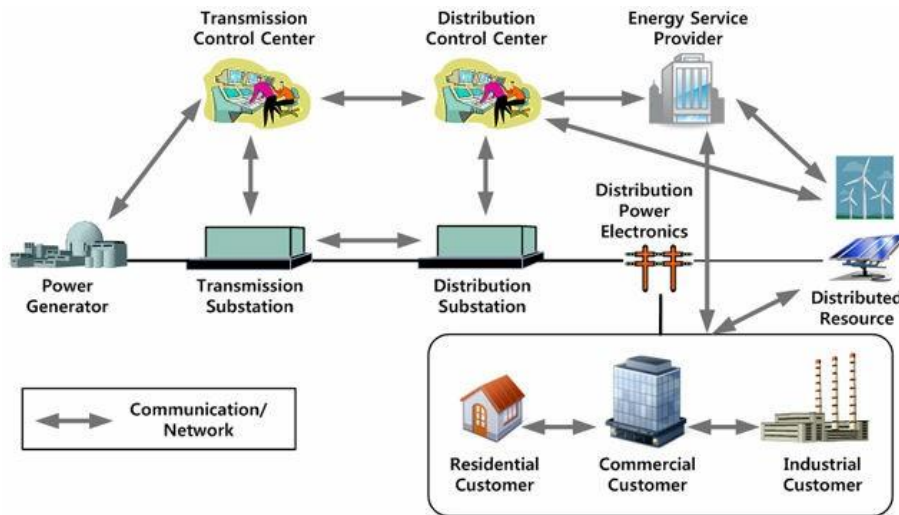 Transmission
Control Center
Distribution
Control Center
Energy Service
Provider
Distribution
Power
Electronics
Power
Generator
Transmission
Substation
Distribution
Substation
Distributed
Resource
Communication/
Network
Residential
Customer
Commercial
Customer
Industrial
Customer